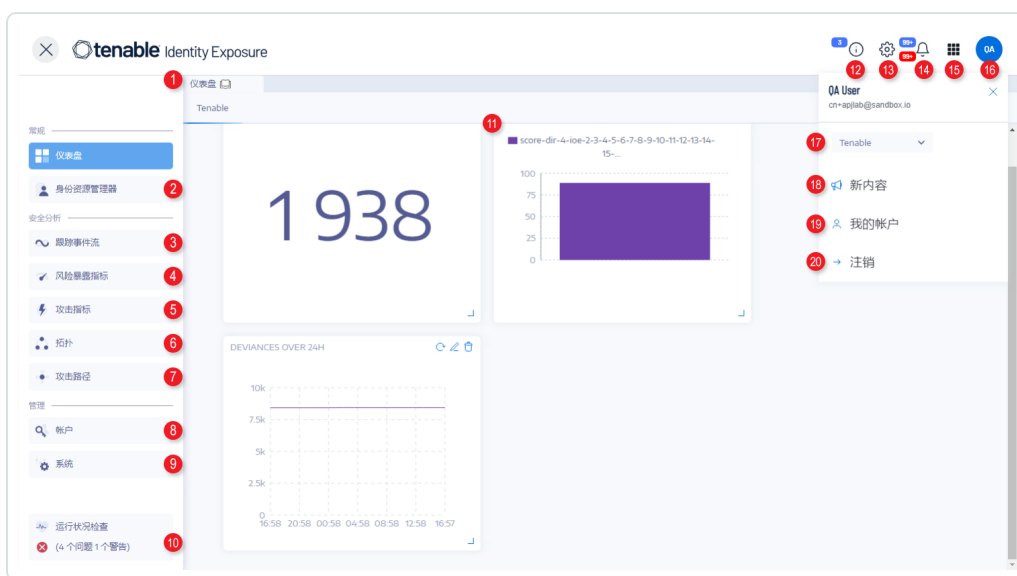 tenable Identity Exposure
3
99+
99+
QA
12
13
14
15
16
1
仪表盘
Tenable
QA User
cn+apjlab@sandbox.io
常规
仪表盘
身份资源管理器
2
安全分析
跟踪事件流
3
风险暴露指标
4
攻击指标
5
拓扑
6
攻击路径
7
管理
帐户
8
系统
9
运行状况检查
(4 个问题 1 个警告)
10
1 938
11
score-dir-4-ioe-2-3-4-5-6-7-8-9-10-11-12-13-14-
15-...
100
75
50
25
0
17
Tenable
18
新内容
19
我的帐户
20
注销
DEVIANCES OVER 24H
10k
7.5k
5k
2.5k
0
16:58 20:58 00:58 04:58 08:58 12:58 16:57